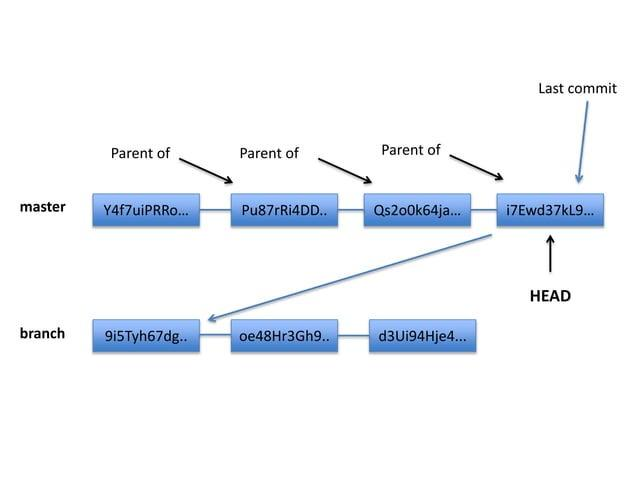 Last commit
Parent of Parent of Parent of
master Y4f7uiPRRo... Pu87rRi4DD.. Qs2o0k64ja... i7Ewd37kL9...
HEAD
branch 9i5Tyh67dg.. oe48Hr3Gh9.. d3Ui94Hje4...